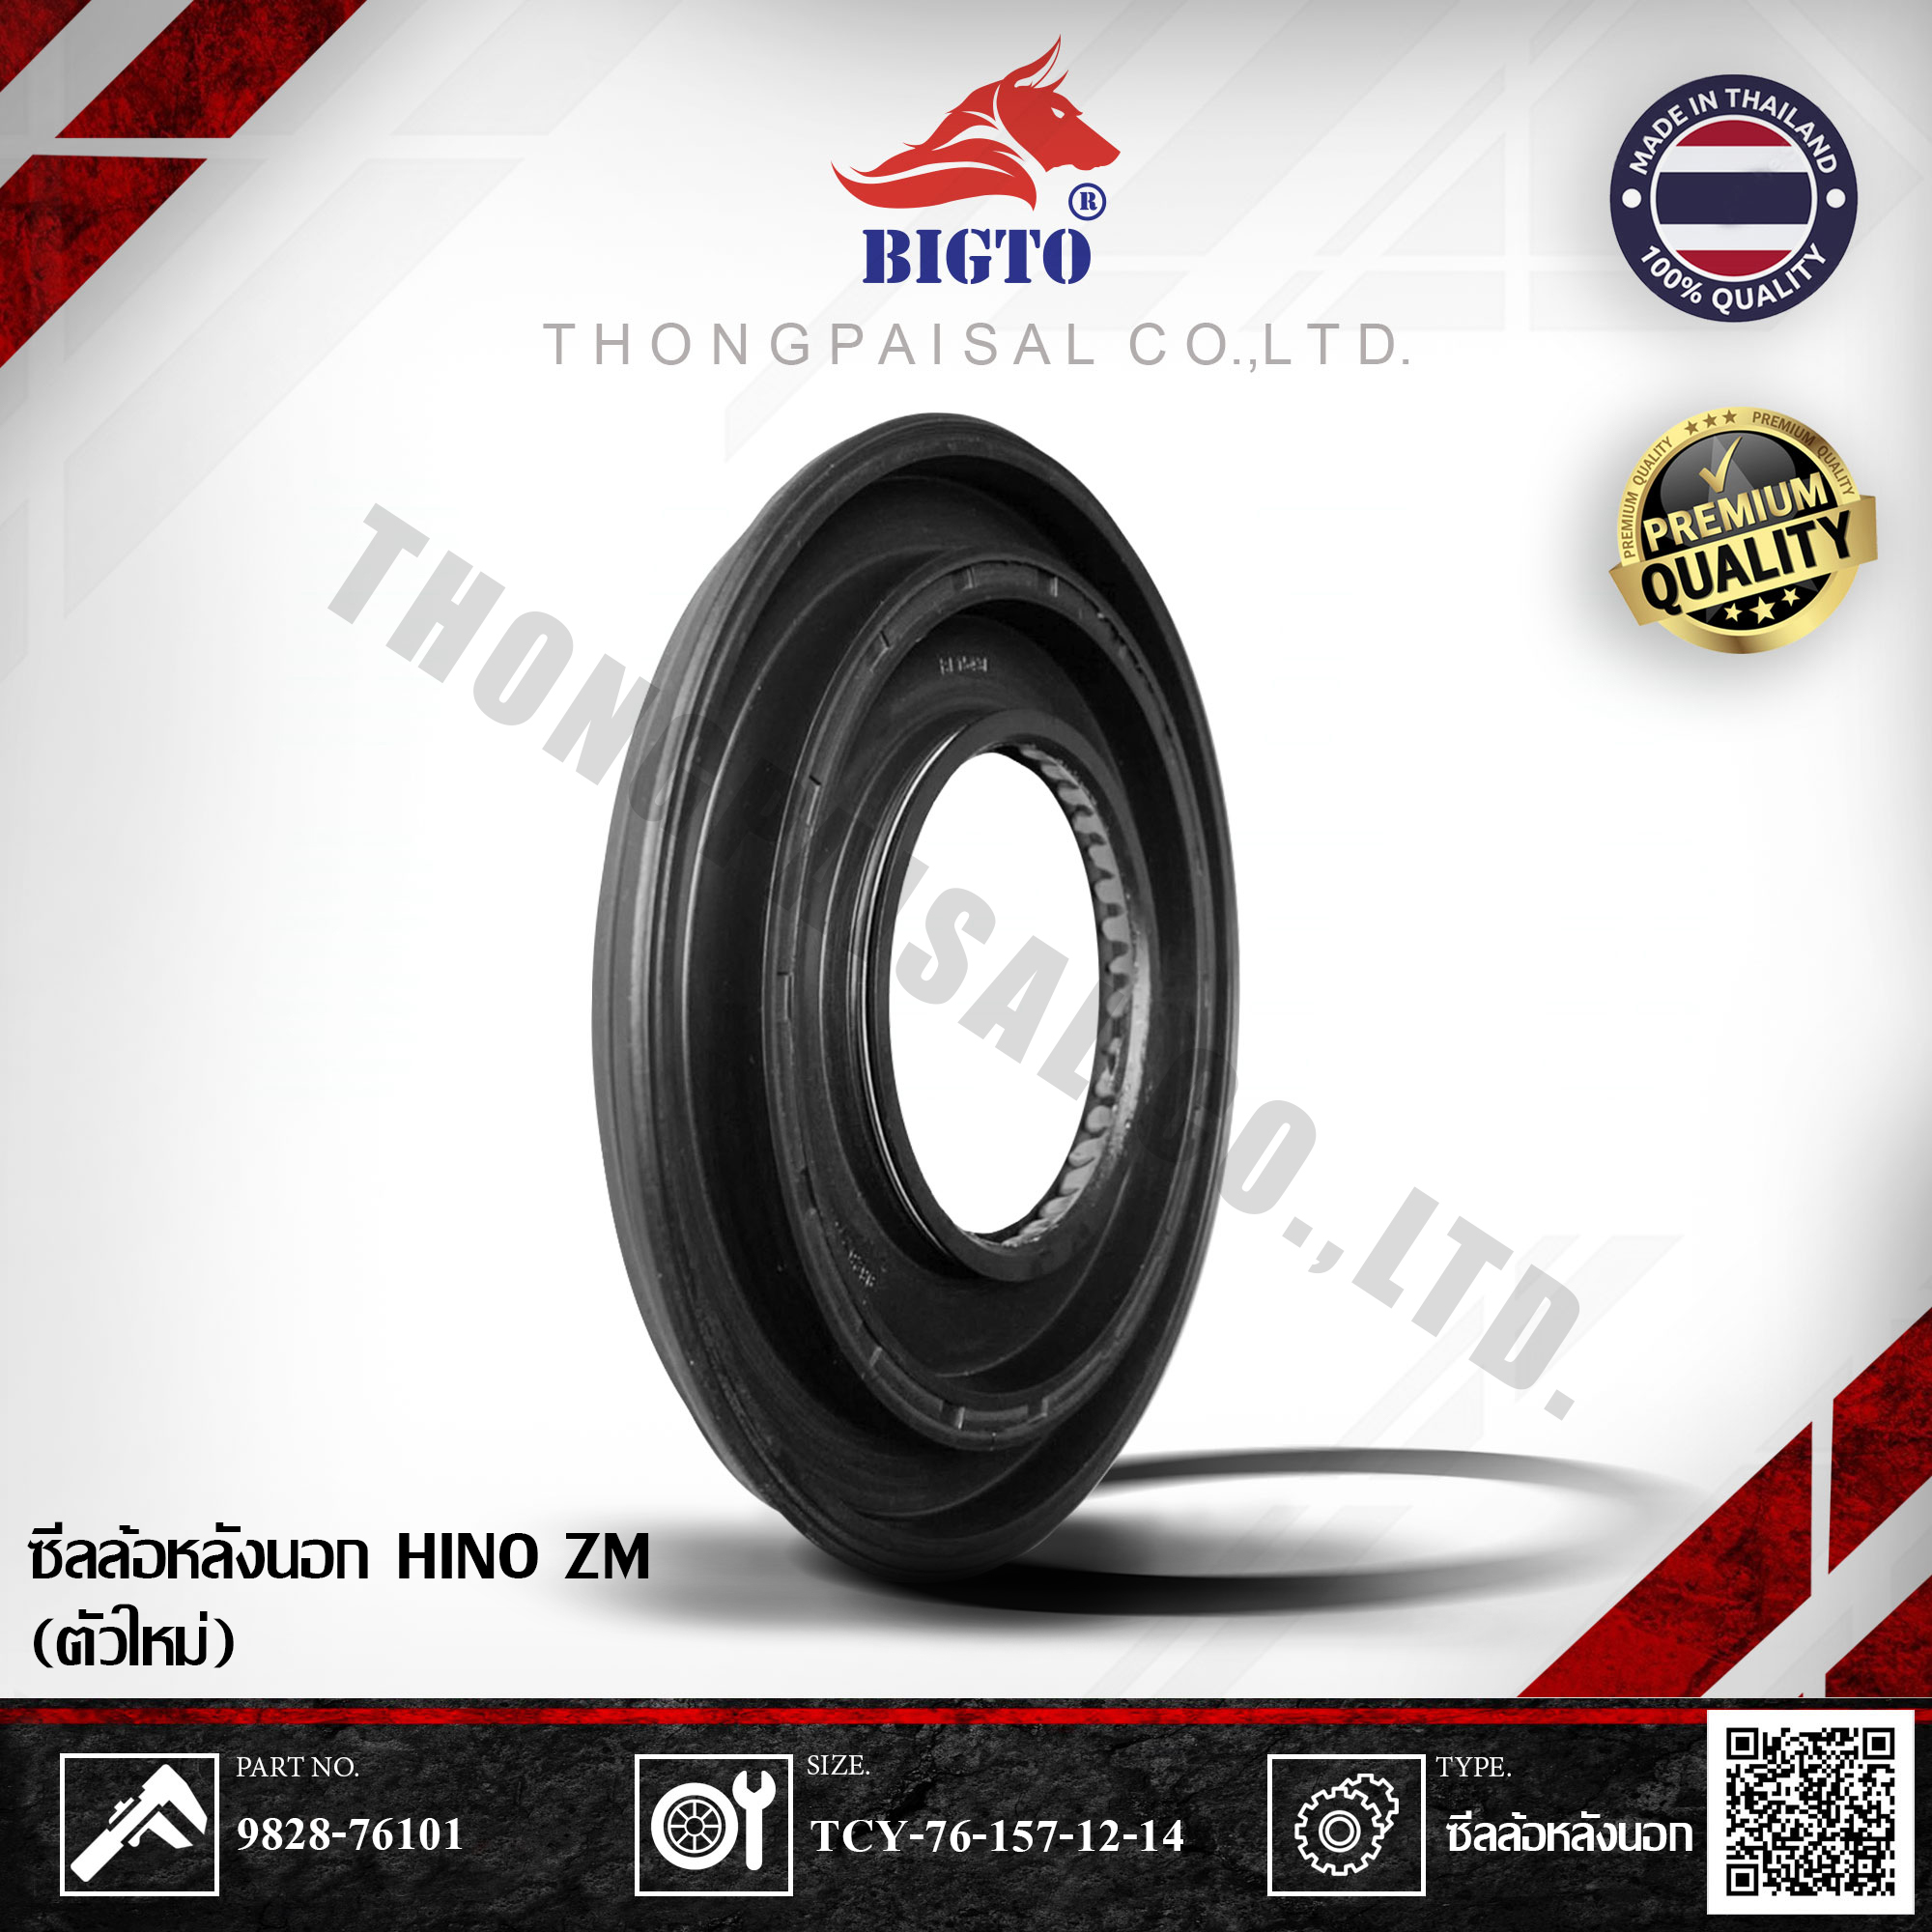 BIGTO
®
THONGPAISAL CO.,LTD.
MADE IN THAILAND
100% QUALITY
PREMIUM QUALITY ★★★ PREMIUM QUALITY
PREMIUM
QUALITY
THONGPAISAL CO.,LTD.
ซีลล้อหลังนอก HINO ZM
(ตัวใหม่)
PART NO.
9828-76101
SIZE.
TCY-76-157-12-14
TYPE.
ซีลล้อหลังนอก